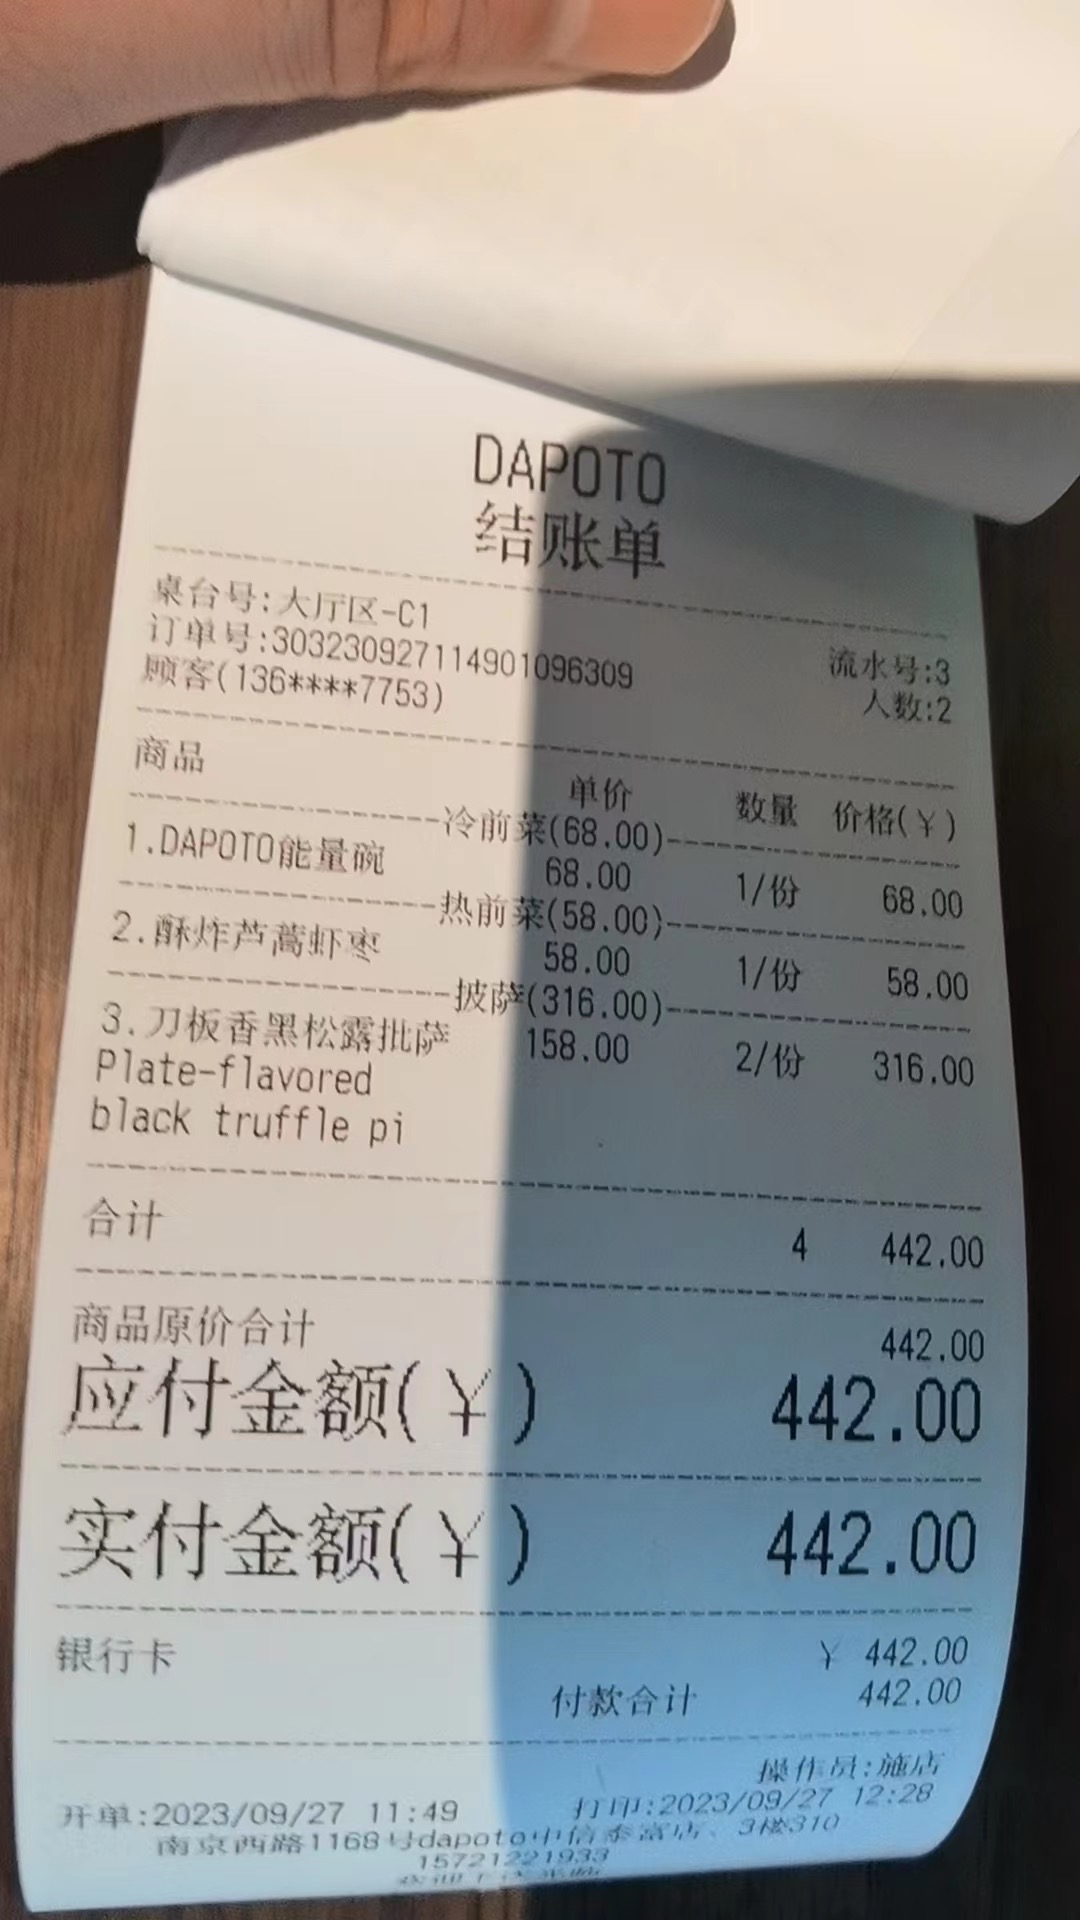 DAPOTO
结账单
桌台号:大厅区-C1
订单号:303230927114901096309 流水号:3
顾客(136****7753) 人数:2
商品 单价 数量 价格(¥)
冷前菜(68.00)
1.DAPOTO能量碗 68.00 1/份 68.00
热前菜(58.00)
2.酥炸芦蒿虾枣 58.00 1/份 58.00
披萨(316.00)
3.刀板香黑松露批萨 158.00 2/份 316.00
Plate-flavored
black truffle pi
合计 4 442.00
商品原价合计 442.00
应付金额(¥) 442.00
实付金额(¥) 442.00
银行卡 ¥ 442.00
付款合计 442.00
操作员:施店
开单:2023/09/27 11:49 打印:2023/09/27 12:28
南京西路1168号dapoto中信泰富店、3楼310
15721221933